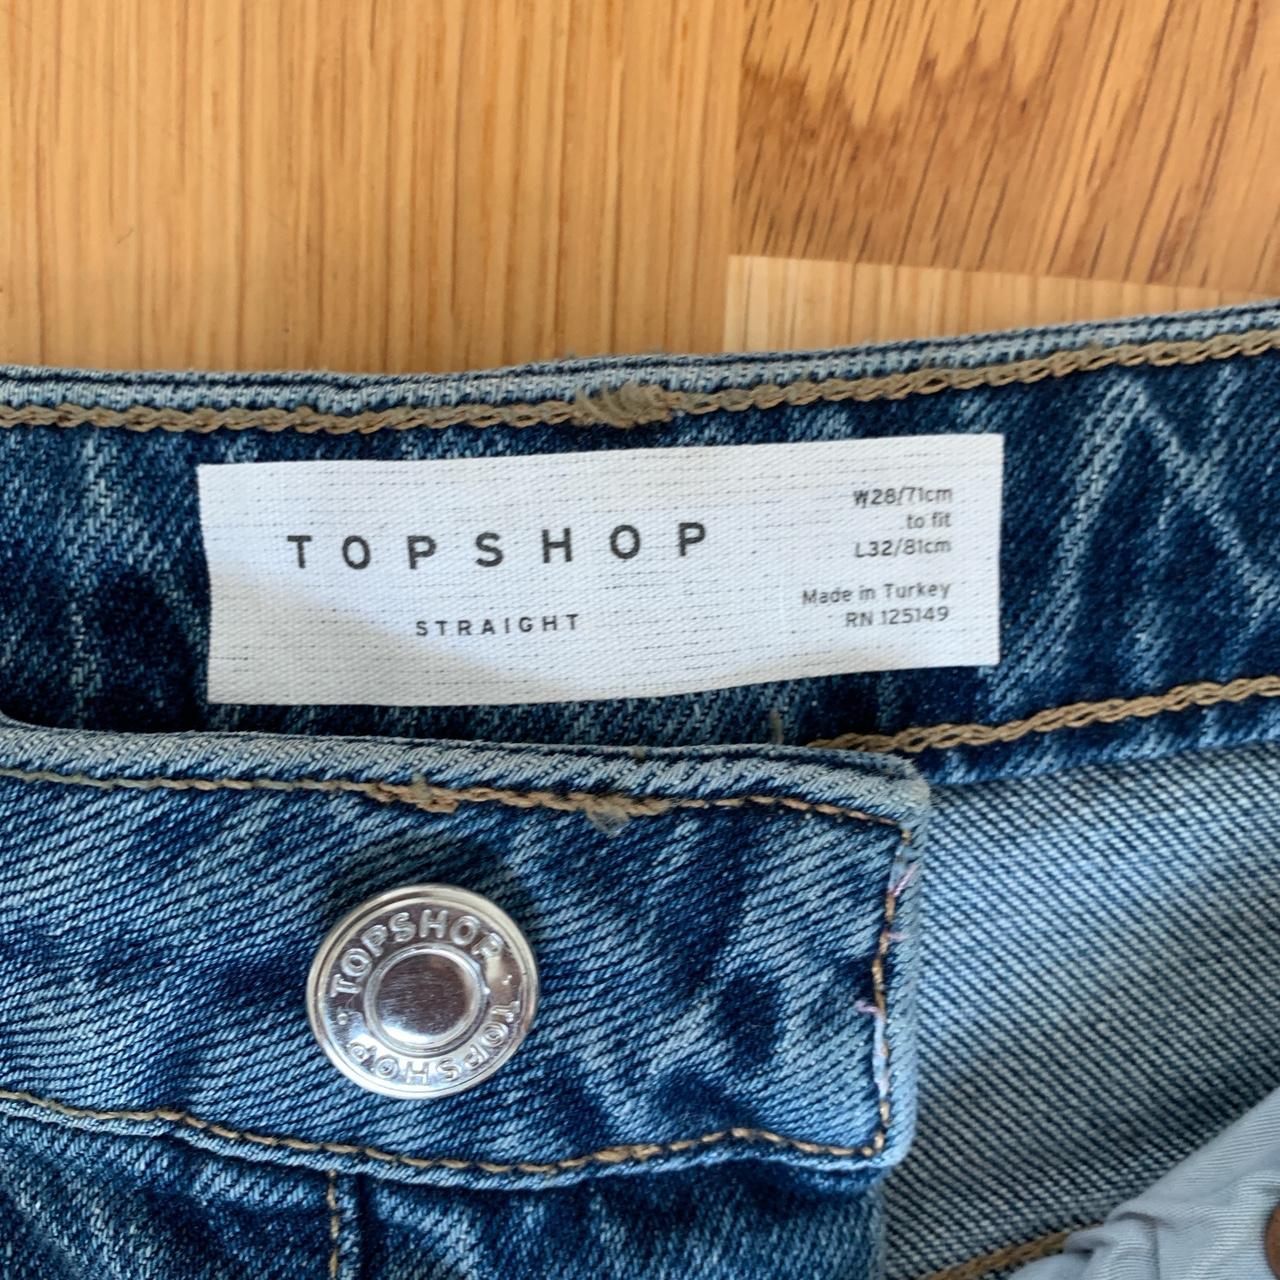 TOPSHOP
STRAIGHT
W28/71cm
to fit
L32/81cm
Made in Turkey
RN 125149
TOPSHOP · TOPSHOP ·